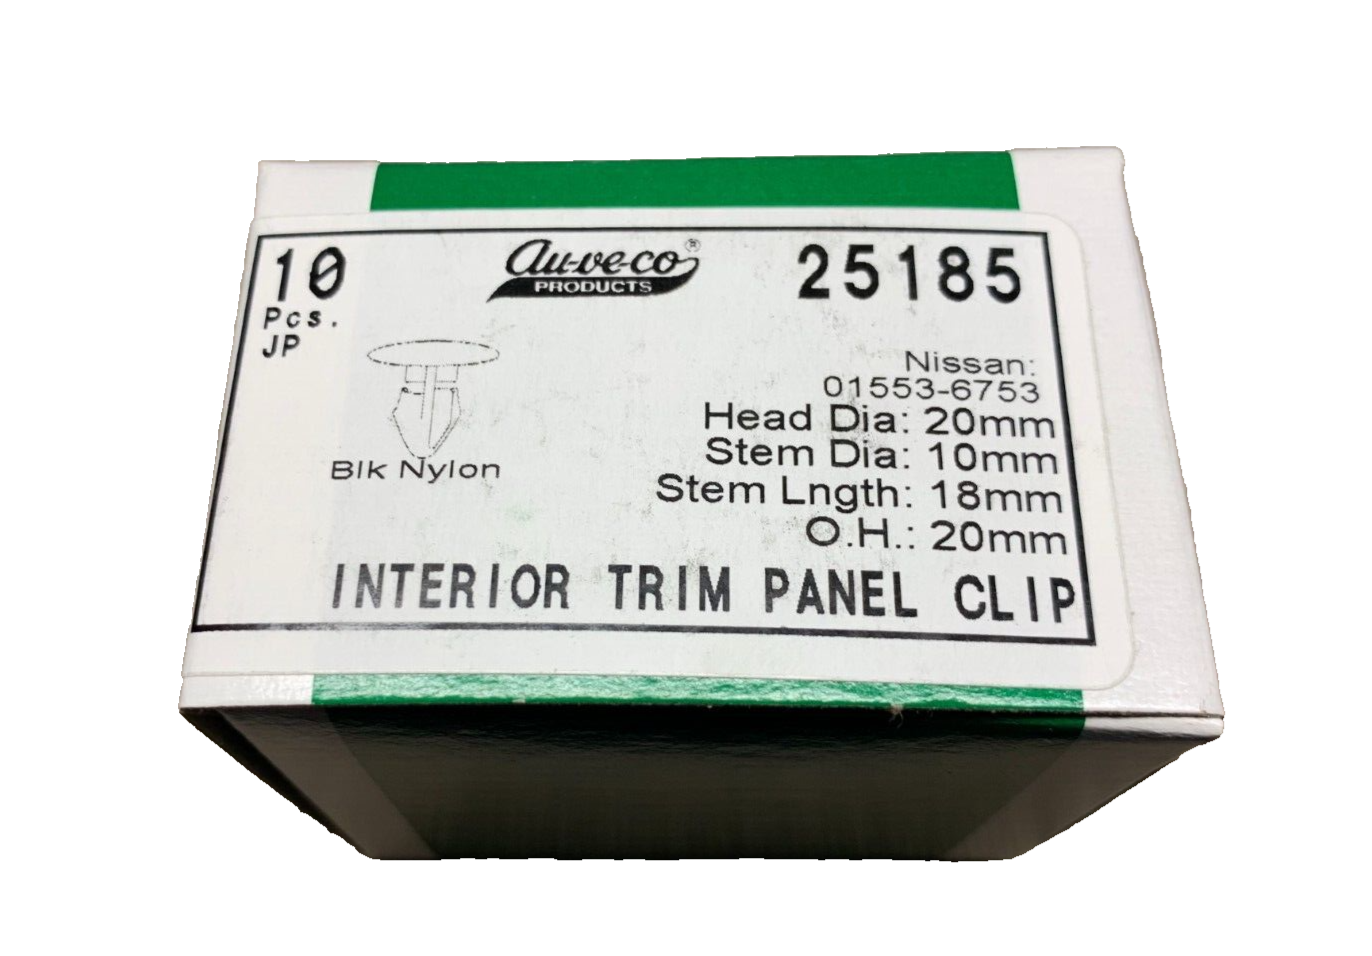 10
Pcs.
JP
au-ve-co®
PRODUCTS
25185
Nissan:
01553-6753
Head Dia: 20mm
Stem Dia: 10mm
Stem Lngth: 18mm
O.H.: 20mm
Blk Nylon
INTERIOR TRIM PANEL CLIP